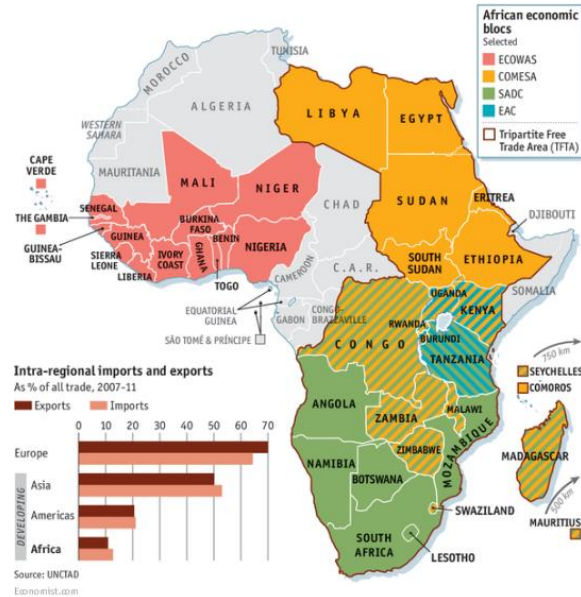 African economic
blocs
Selected
ECOWAS
COMESA
SADC
EAC
Tripartite Free
Trade Area (TFTA)
TUNISIA
MOROCCO
ALGERIA
LIBYA
EGYPT
WESTERN
SAHARA
MAURITANIA
CAPE
VERDE
MALI
NIGER
CHAD
SUDAN
ERITREA
DJIBOUTI
SENEGAL
THE GAMBIA
GUINEA-
BISSAU
GUINEA
BURKINA
FASO
BENIN
NIGERIA
SIERRA
LEONE
IVORY
COAST
GHANA
LIBERIA
TOGO
CAMEROON
C.A.R.
SOUTH
SUDAN
ETHIOPIA
SOMALIA
EQUATORIAL
GUINEA
GABON
CONGO-
BRAZZAVILLE
SÃO TOMÉ & PRÍNCIPE
CONGO
UGANDA
KENYA
RWANDA
BURUNDI
TANZANIA
750 km
SEYCHELLES
COMOROS
ANGOLA
ZAMBIA
MALAWI
MOZAMBIQUE
ZIMBABWE
NAMIBIA
BOTSWANA
MADAGASCAR
500 km
MAURITIUS
SWAZILAND
SOUTH
AFRICA
LESOTHO
Intra-regional imports and exports
As % of all trade, 2007-11
Exports
Imports
0 10 20 30 40 50 60 70
Europe
DEVELOPING
Asia
Americas
Africa
Source: UNCTAD
Economist.com